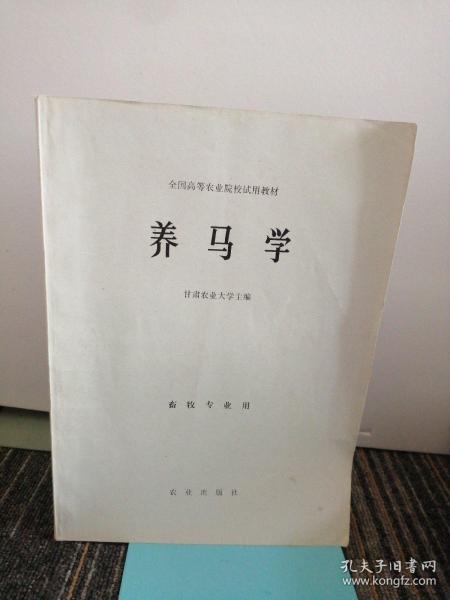 全国高等农业院校试用教材
养马学
甘肃农业大学主编
畜牧专业用
农业出版社
孔夫子旧书网
www.kongfz.com